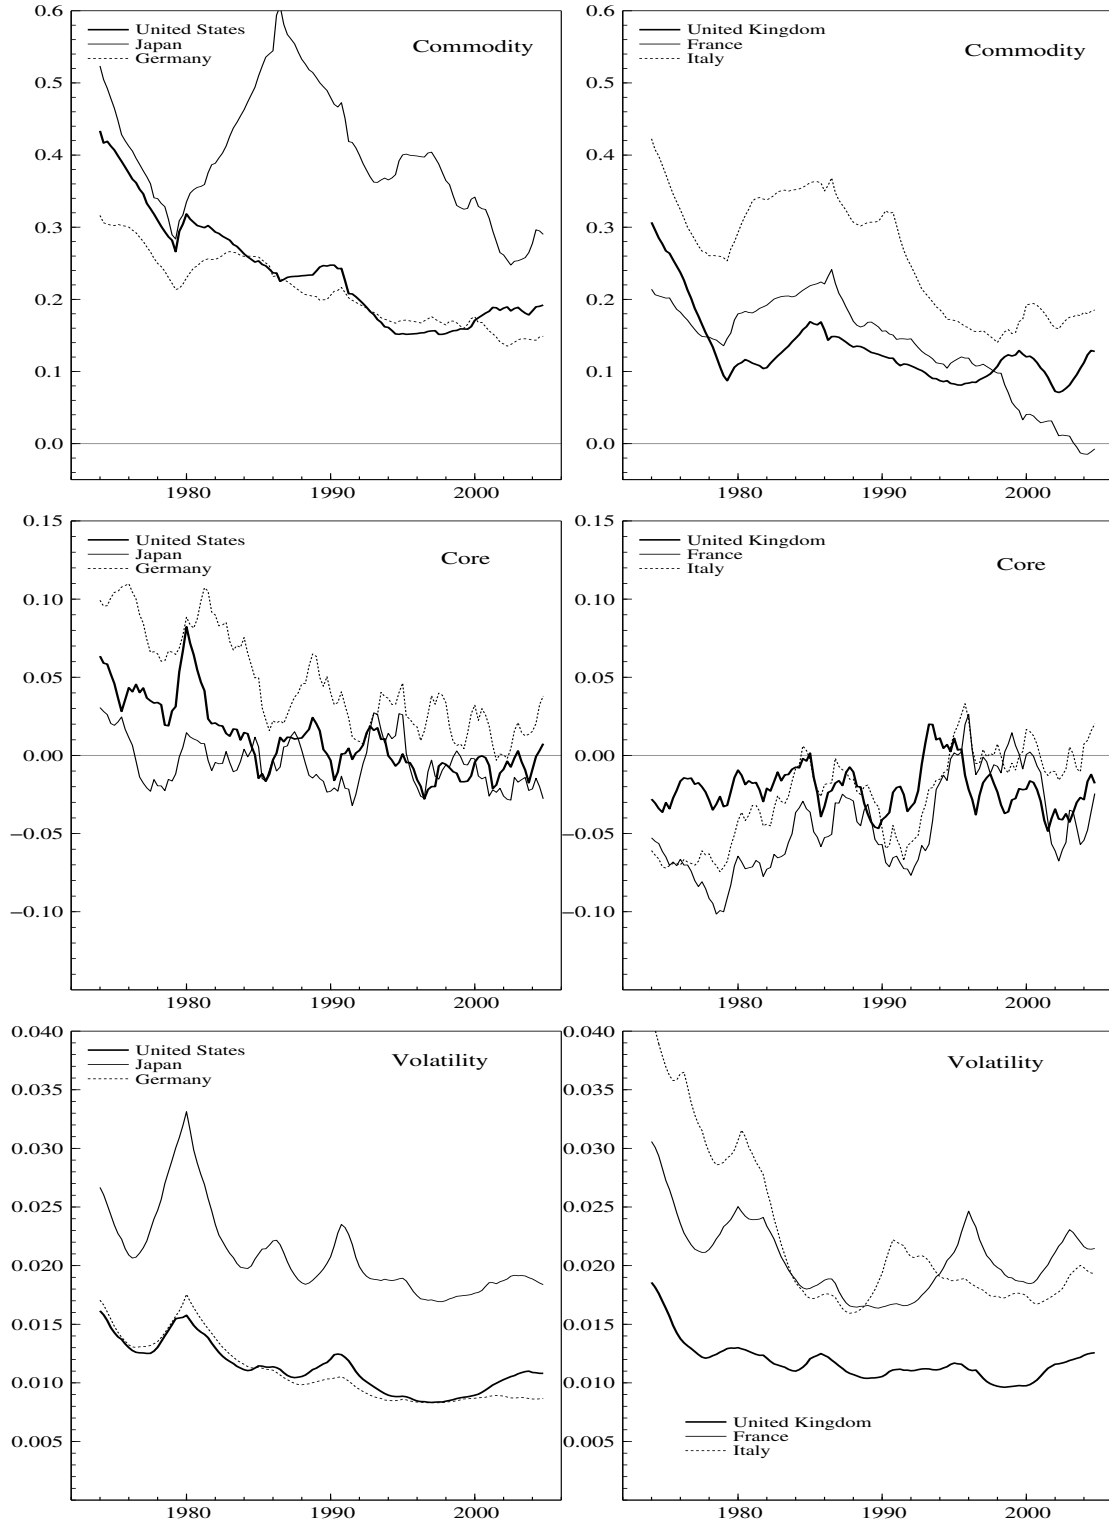 0.6
0.5
0.4
0.3
0.2
0.1
0.0
United States
Japan
Germany
Commodity
1980 1990 2000
0.6
0.5
0.4
0.3
0.2
0.1
0.0
United Kingdom
France
Italy
Commodity
1980 1990 2000
0.15
0.10
0.05
0.00
−0.05
−0.10
United States
Japan
Germany
Core
1980 1990 2000
0.15
0.10
0.05
0.00
−0.05
−0.10
United Kingdom
France
Italy
Core
1980 1990 2000
0.040
0.035
0.030
0.025
0.020
0.015
0.010
0.005
United States
Japan
Germany
Volatility
1980 1990 2000
0.040
0.035
0.030
0.025
0.020
0.015
0.010
0.005
Volatility
United Kingdom
France
Italy
1980 1990 2000